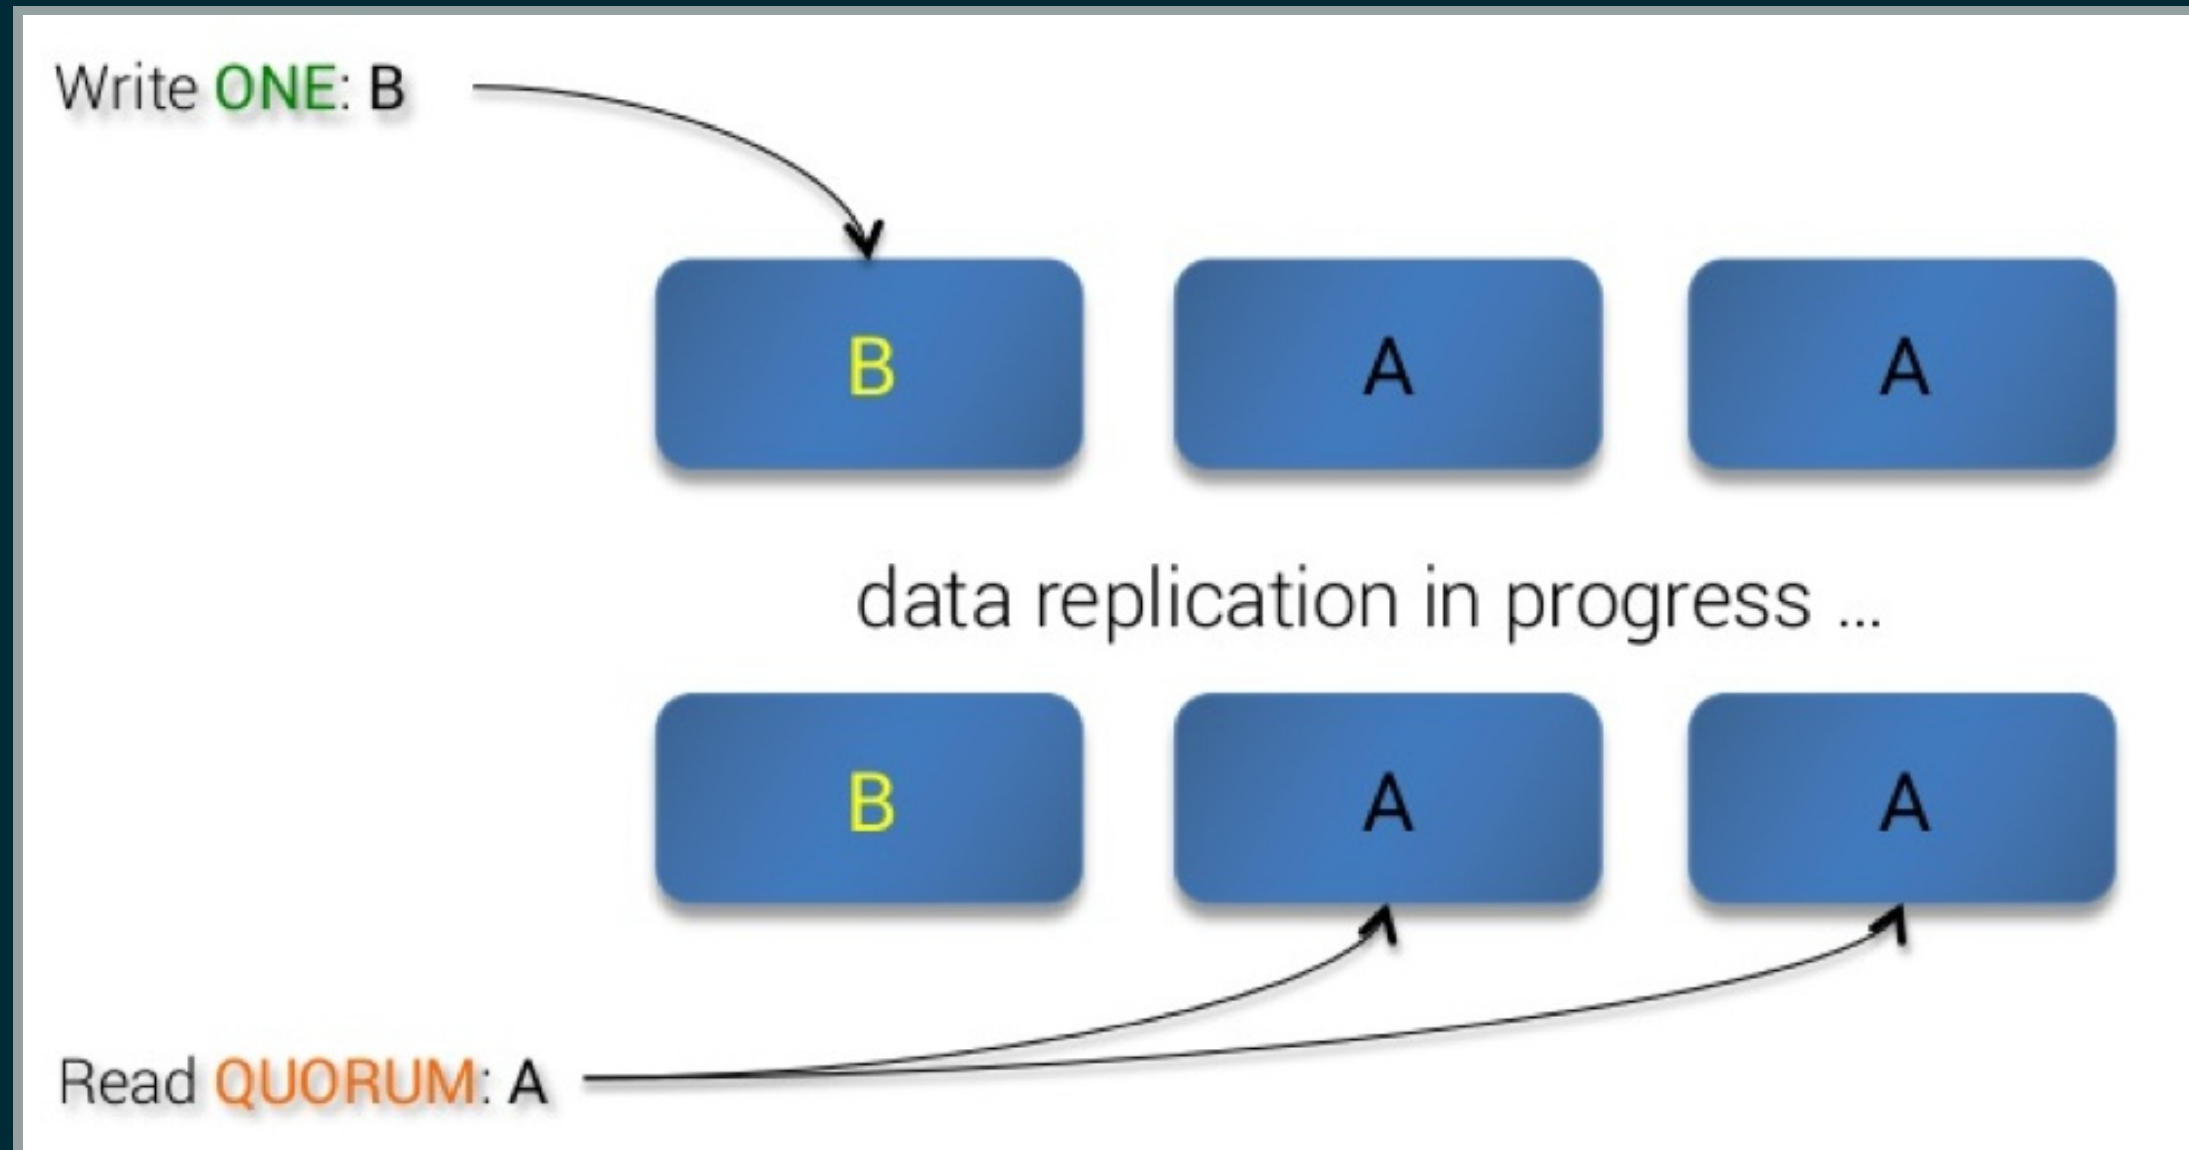 Write ONE: B
B A A
data replication in progress ...
B A A
Read QUORUM: A